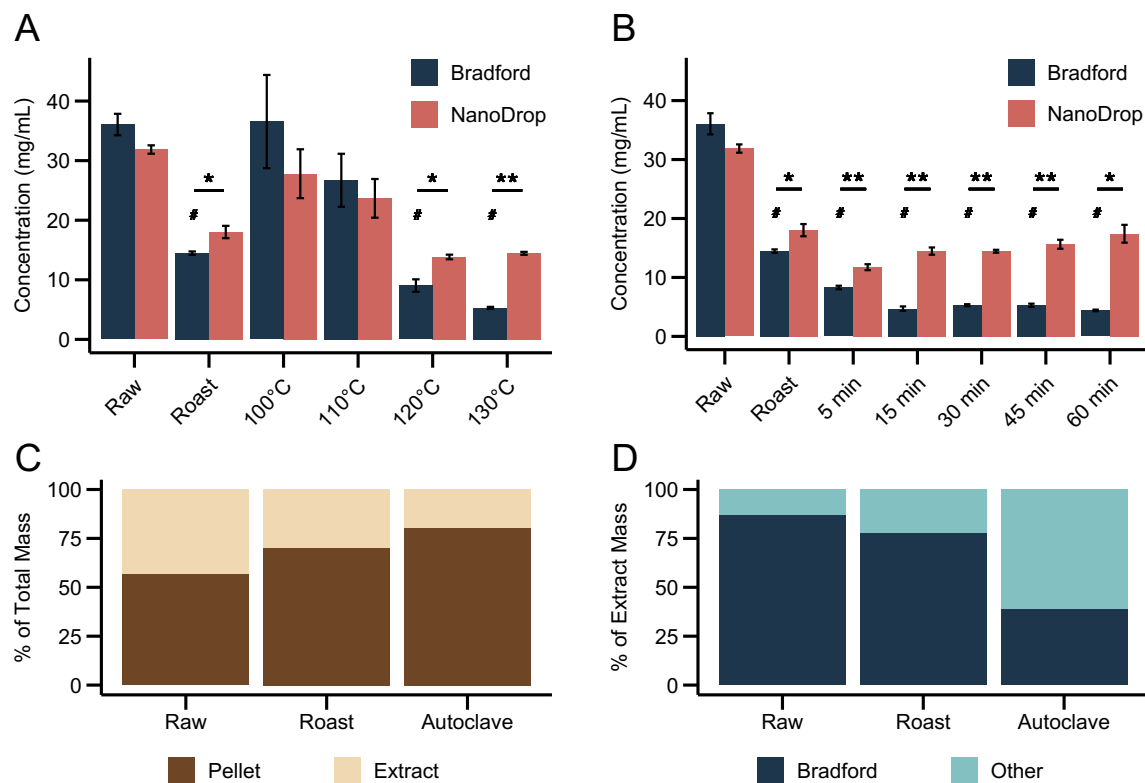 A
Bradford
NanoDrop
Concentration (mg/mL)
40
30
20
10
0
*
#
*
#
**
#
Raw
Roast
100°C
110°C
120°C
130°C
B
Bradford
NanoDrop
Concentration (mg/mL)
40
30
20
10
0
*
#
**
#
**
#
**
#
**
#
*
#
Raw
Roast
5 min
15 min
30 min
45 min
60 min
C
% of Total Mass
100
75
50
25
0
Raw
Roast
Autoclave
Pellet
Extract
D
% of Extract Mass
100
75
50
25
0
Raw
Roast
Autoclave
Bradford
Other